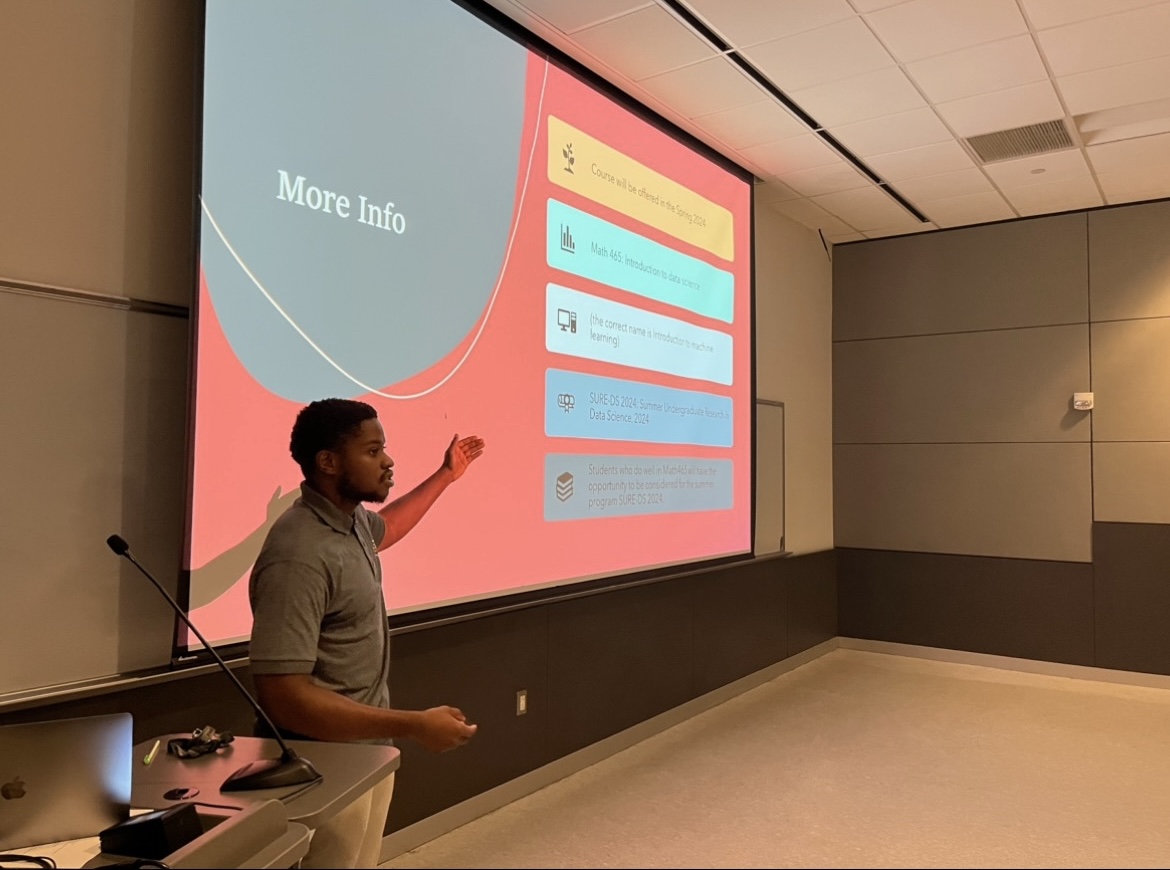 More Info
Course will be offered in the Spring 2024
Math 465: Introduction to data science
(the correct name is Introduction to machine
learning)
SURE-DS 2024: Summer Undergraduate Research in
Data Science, 2024
Students who do well in Math465 will have the
opportunity to be considered for the summer
program SURE-DS 2024